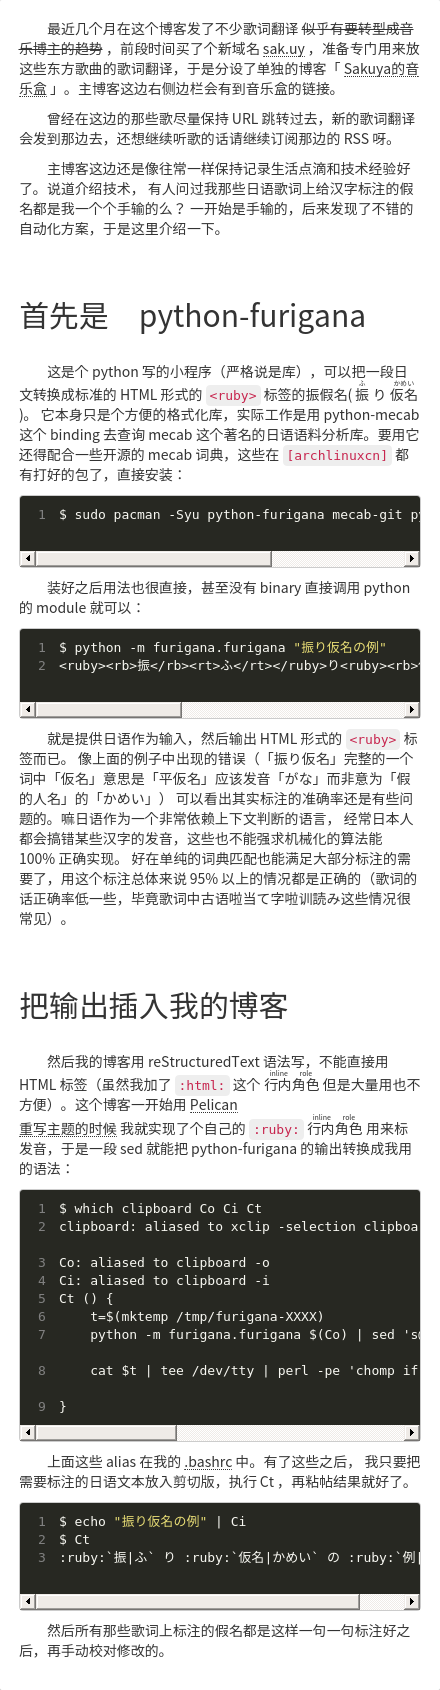 最近几个月在这个博客发了不少歌词翻译 似乎有要转型成音
乐博主的趋势 ，前段时间买了个新域名 sak.uy ，准备专门用来放
这些东方歌曲的歌词翻译，于是分设了单独的博客「 Sakuya的音
乐盒 」。主博客这边右侧边栏会有到音乐盒的链接。
曾经在这边的那些歌尽量保持 URL 跳转过去，新的歌词翻译
会发到那边去，还想继续听歌的话请继续订阅那边的 RSS 呀。
主博客这边还是像往常一样保持记录生活点滴和技术经验好
了。说道介绍技术， 有人问过我那些日语歌词上给汉字标注的假
名都是我一个个手输的么？ 一开始是手输的，后来发现了不错的
自动化方案，于是这里介绍一下。
首先是　python-furigana
这是个 python 写的小程序（严格说是库），可以把一段日
ふ かめい
文转换成标准的 HTML 形式的 <ruby> 标签的振假名( 振 り 仮名
)。 它本身只是个方便的格式化库，实际工作是用 python-mecab
这个 binding 去查询 mecab 这个著名的日语语料分析库。要用它
还得配合一些开源的 mecab 词典，这些在 [archlinuxcn] 都
有打好的包了，直接安装：
1 $ sudo pacman -Syu python-furigana mecab-git p
装好之后用法也很直接，甚至没有 binary 直接调用 python
的 module 就可以：
1 $ python -m furigana.furigana "振り仮名の例"
2 <ruby><rb>振</rb><rt>ふ</rt></ruby>り<ruby><rb>
就是提供日语作为输入，然后输出 HTML 形式的 <ruby> 标
签而已。 像上面的例子中出现的错误（「振り仮名」完整的一个
词中「仮名」意思是「平仮名」应该发音「がな」而非意为「假
的人名」的「かめい」） 可以看出其实标注的准确率还是有些问
题的。嘛日语作为一个非常依赖上下文判断的语言， 经常日本人
都会搞错某些汉字的发音，这些也不能强求机械化的算法能
100% 正确实现。 好在单纯的词典匹配也能满足大部分标注的需
要了，用这个标注总体来说 95% 以上的情况都是正确的（歌词的
话正确率低一些，毕竟歌词中古语啦当て字啦训読み这些情况很
常见）。
把输出插入我的博客
然后我的博客用 reStructuredText 语法写，不能直接用
inline role
HTML 标签（虽然我加了 :html: 这个 行内角色 但是大量用也不
方便）。这个博客一开始用 Pelican
inline role
重写主题的时候 我就实现了个自己的 :ruby: 行内角色 用来标
发音，于是一段 sed 就能把 python-furigana 的输出转换成我用
的语法：
1 $ which clipboard Co Ci Ct
2 clipboard: aliased to xclip -selection clipboa
3 Co: aliased to clipboard -o
4 Ci: aliased to clipboard -i
5 Ct () {
6 t=$(mktemp /tmp/furigana-XXXX)
7 python -m furigana.furigana $(Co) | sed 's
8 cat $t | tee /dev/tty | perl -pe 'chomp if
9 }
上面这些 alias 在我的 .bashrc 中。有了这些之后， 我只要把
需要标注的日语文本放入剪切版，执行 Ct ，再粘帖结果就好了。
1 $ echo "振り仮名の例" | Ci
2 $ Ct
3 :ruby:`振|ふ` り :ruby:`仮名|かめい` の :ruby:`例|
然后所有那些歌词上标注的假名都是这样一句一句标注好之
后，再手动校对修改的。